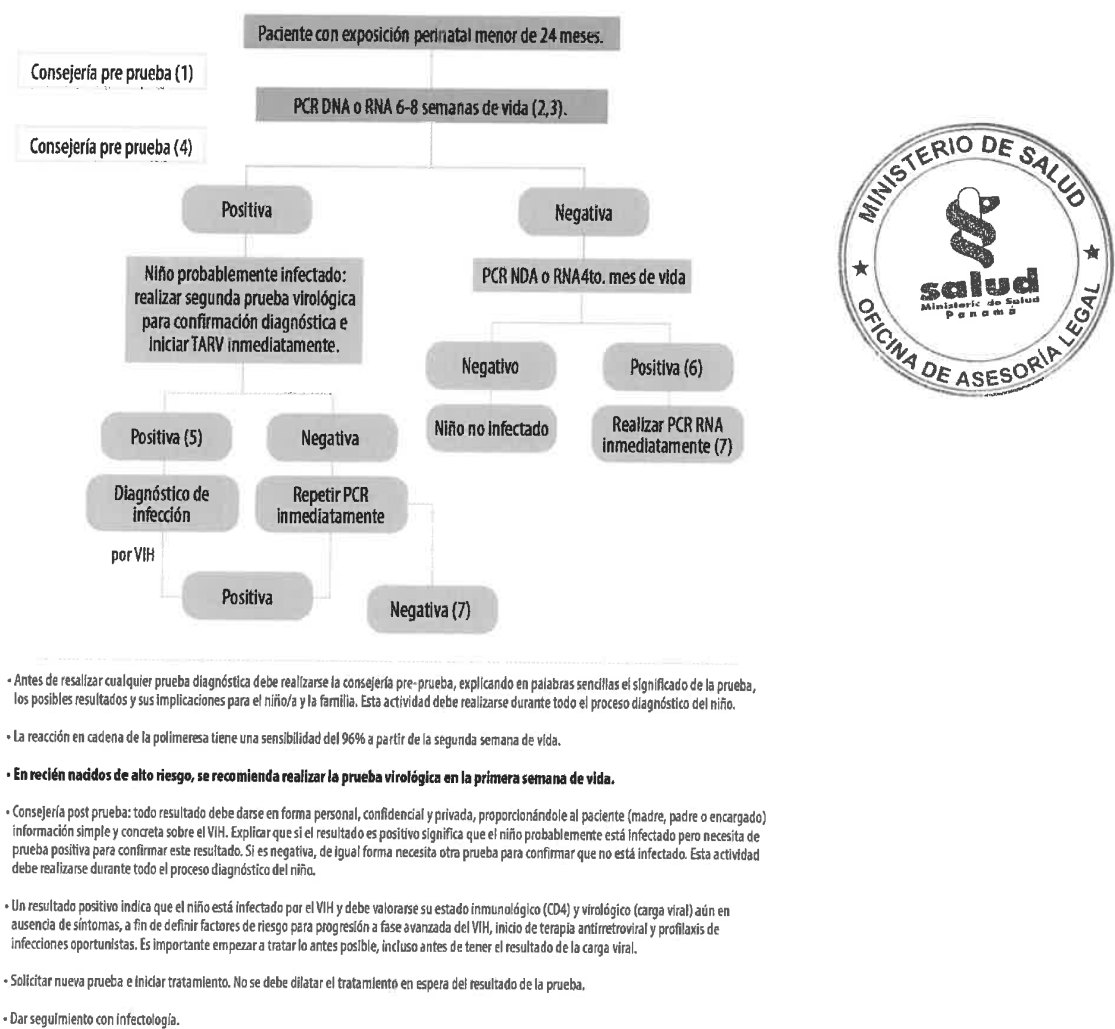 Paciente con exposición perinatal menor de 24 meses.
Consejería pre prueba (1)
PCR DNA o RNA 6-8 semanas de vida (2,3).
Consejería pre prueba (4)
Positiva
Negativa
Niño probablemente infectado:
realizar segunda prueba virológica
para confirmación diagnóstica e
iniciar TARV inmediatamente.
PCR NDA o RNA4to. mes de vida
Negativo
Positiva (6)
Niño no infectado
Realizar PCR RNA
inmediatamente (7)
Positiva (5)
Negativa
Diagnóstico de
infección
Repetir PCR
inmediatamente
por VIH
Positiva
Negativa (7)
MINISTERIO DE SALUD
salud
Ministerio de Salud
Panamá
OFICINA DE ASESORÍA LEGAL
• Antes de resalizar cualquier prueba diagnóstica debe realizarse la consejería pre-prueba, explicando en palabras sencillas el significado de la prueba,
los posibles resultados y sus implicaciones para el niño/a y la familia. Esta actividad debe realizarse durante todo el proceso diagnóstico del niño.
• La reacción en cadena de la polimeresa tiene una sensibilidad del 96% a partir de la segunda semana de vida.
• En recién nacidos de alto riesgo, se recomienda realizar la prueba virológica en la primera semana de vida.
• Consejería post prueba: todo resultado debe darse en forma personal, confidencial y privada, proporcionándole al paciente (madre, padre o encargado)
información simple y concreta sobre el VIH. Explicar que si el resultado es positivo significa que el niño probablemente está infectado pero necesita de
prueba positiva para confirmar este resultado. Si es negativa, de igual forma necesita otra prueba para confirmar que no está infectado. Esta actividad
debe realizarse durante todo el proceso diagnóstico del niño.
• Un resultado positivo indica que el niño está infectado por el VIH y debe valorarse su estado inmunológico (CD4) y virológico (carga viral) aún en
ausencia de síntomas, a fin de definir factores de riesgo para progresión a fase avanzada del VIH, inicio de terapia antirretroviral y profilaxis de
infecciones oportunistas. Es importante empezar a tratar lo antes posible, incluso antes de tener el resultado de la carga viral.
• Solicitar nueva prueba e iniciar tratamiento. No se debe dilatar el tratamiento en espera del resultado de la prueba.
• Dar seguimiento con infectología.